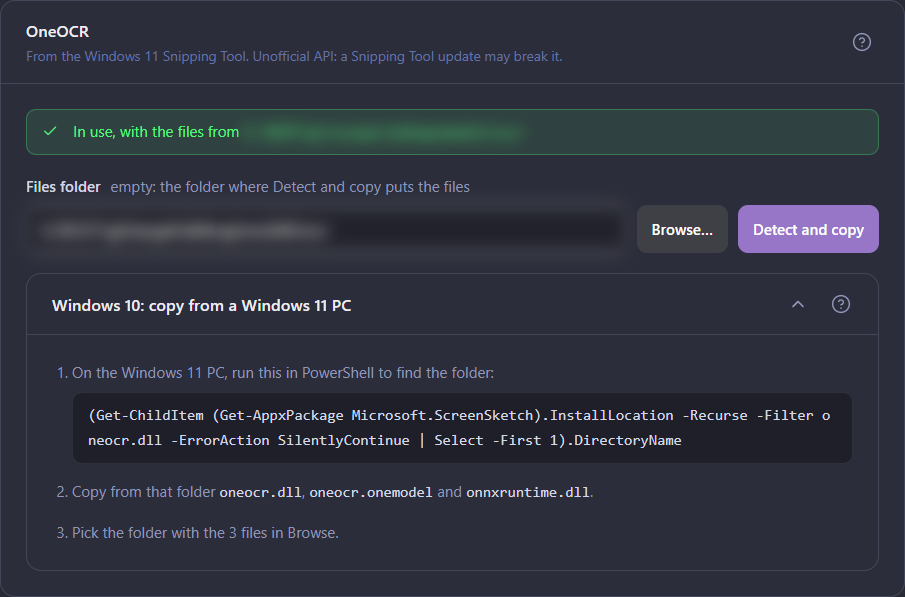 OneOCR
From the Windows 11 Snipping Tool. Unofficial API: a Snipping Tool update may break it.
In use, with the files from
Files folder empty: the folder where Detect and copy puts the files
Browse...
Detect and copy
Windows 10: copy from a Windows 11 PC
1. On the Windows 11 PC, run this in PowerShell to find the folder:
(Get-ChildItem (Get-AppxPackage Microsoft.ScreenSketch).InstallLocation -Recurse -Filter o
neocr.dll -ErrorAction SilentlyContinue | Select -First 1).DirectoryName
2. Copy from that folder oneocr.dll, oneocr.onemodel and onnxruntime.dll.
3. Pick the folder with the 3 files in Browse.